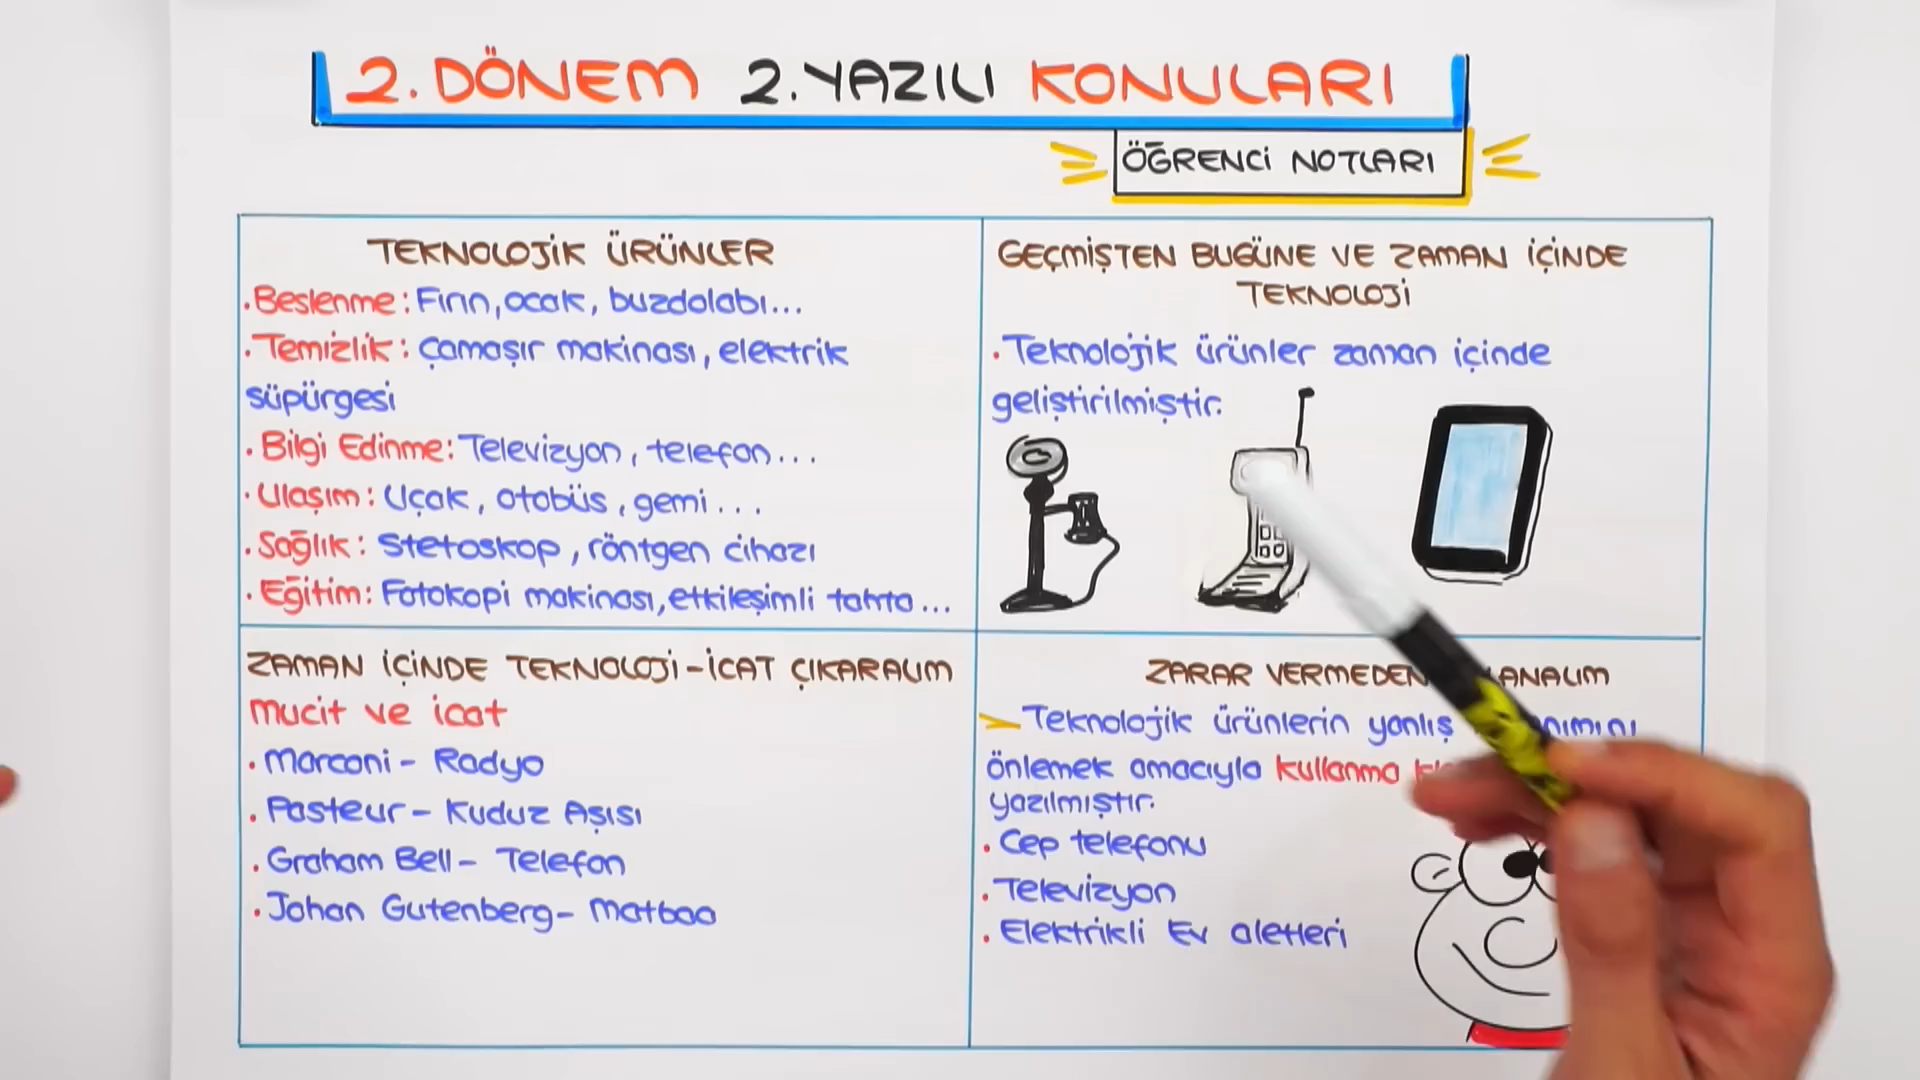 2. DÖNEM 2. YAZILI KONULARI
ÖĞRENCİ NOTLARI
TEKNOLOJİK ÜRÜNLER
• Beslenme: Fırın, ocak, buzdolabı...
• Temizlik: Çamaşır makinası, elektrik
süpürgesi
• Bilgi Edinme: Televizyon, telefon...
• Ulaşım: Uçak, otobüs, gemi...
• Sağlık: Stetoskop, röntgen cihazı
• Eğitim: Fotokopi makinası, etkileşimli tahta...
GEÇMİŞTEN BUGÜNE VE ZAMAN İÇİNDE
TEKNOLOJİ
• Teknolojik ürünler zaman içinde
geliştirilmiştir.
ZAMAN İÇİNDE TEKNOLOJİ-İCAT ÇIKARALIM
Mucit ve icat
• Marconi - Radyo
• Pasteur - Kuduz Aşısı
• Graham Bell - Telefon
• Johan Gutenberg - Matbaa
ZARAR VERMEDEN
Teknolojik ürünlerin yanlış
önlemek amacıyla kullanma
yazılmıştır.
• Cep telefonu
• Televizyon
• Elektrikli Ev aletleri